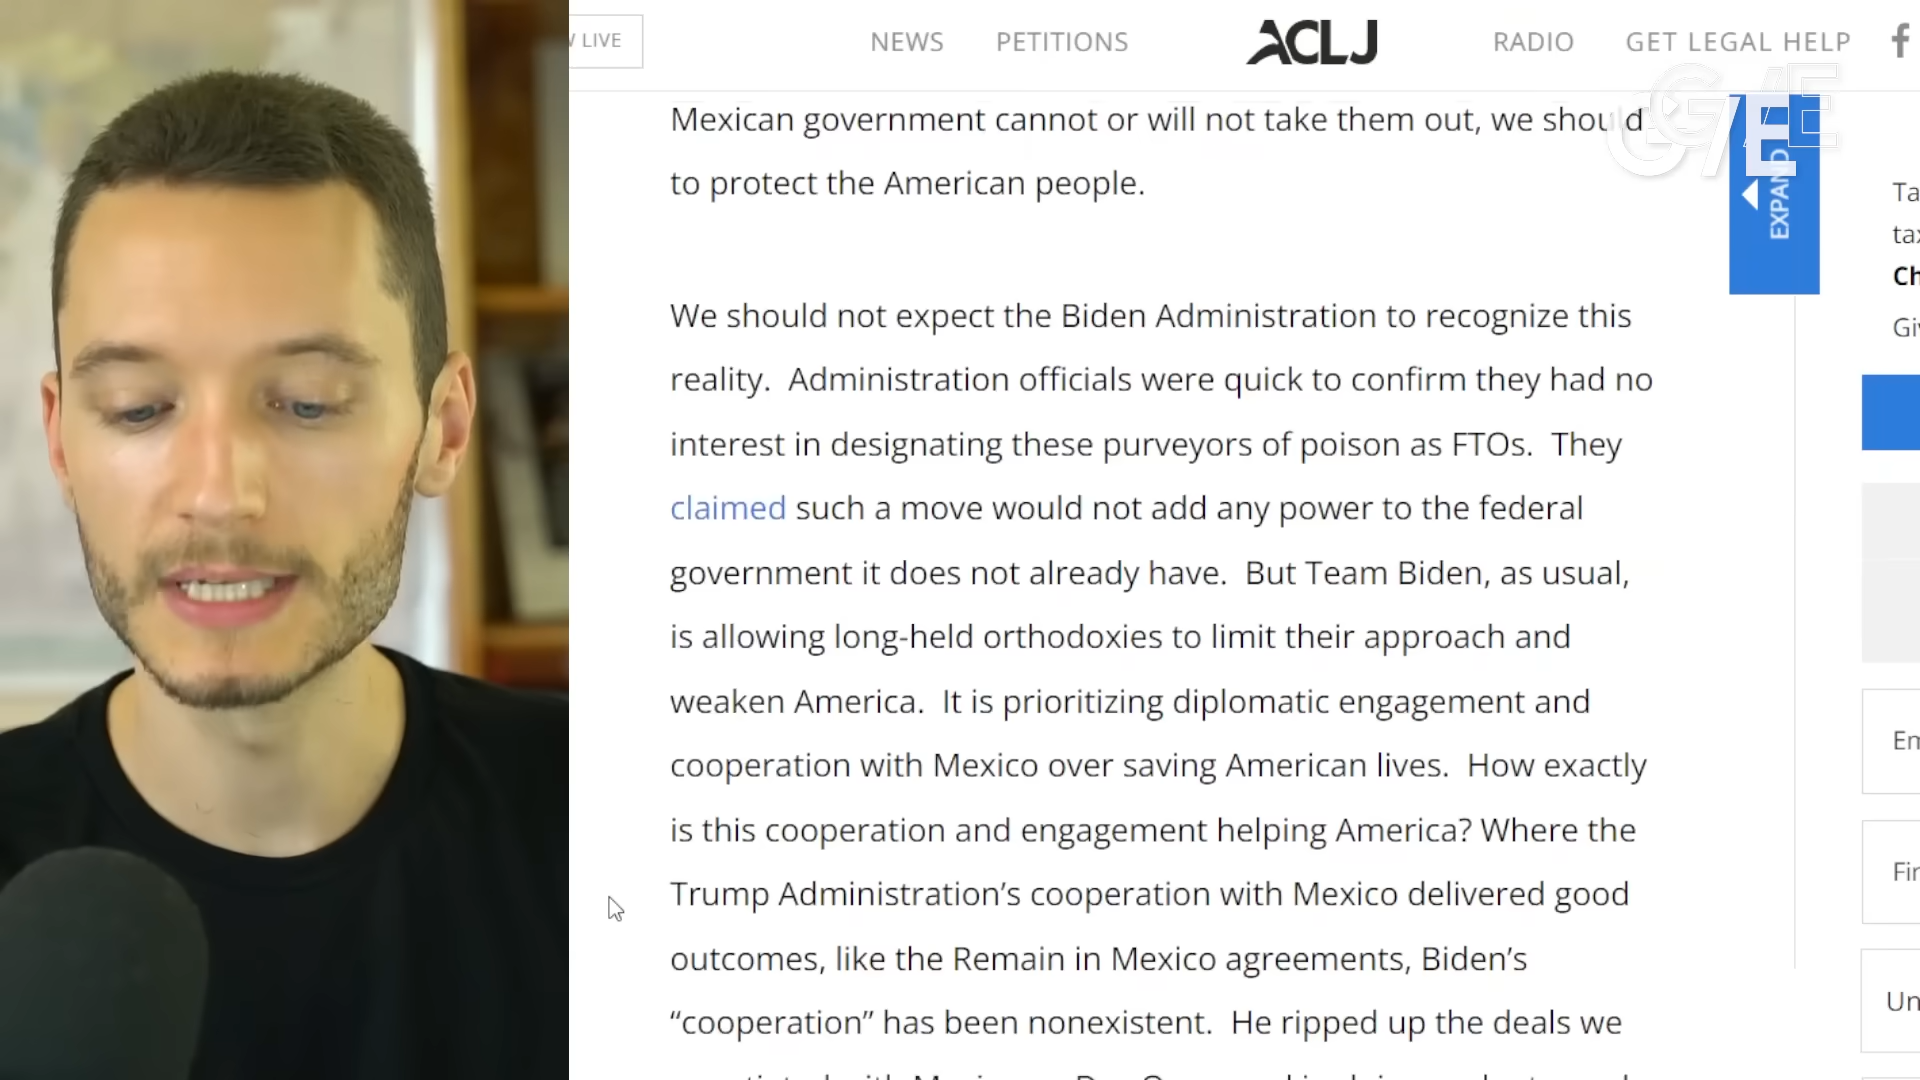 LIVE
NEWS
PETITIONS
ACLJ
RADIO
GET LEGAL HELP
Mexican government cannot or will not take them out, we should
to protect the American people.
EXPAND
We should not expect the Biden Administration to recognize this
reality. Administration officials were quick to confirm they had no
interest in designating these purveyors of poison as FTOs. They
claimed such a move would not add any power to the federal
government it does not already have. But Team Biden, as usual,
is allowing long-held orthodoxies to limit their approach and
weaken America. It is prioritizing diplomatic engagement and
cooperation with Mexico over saving American lives. How exactly
is this cooperation and engagement helping America? Where the
Trump Administration’s cooperation with Mexico delivered good
outcomes, like the Remain in Mexico agreements, Biden’s
“cooperation” has been nonexistent. He ripped up the deals we